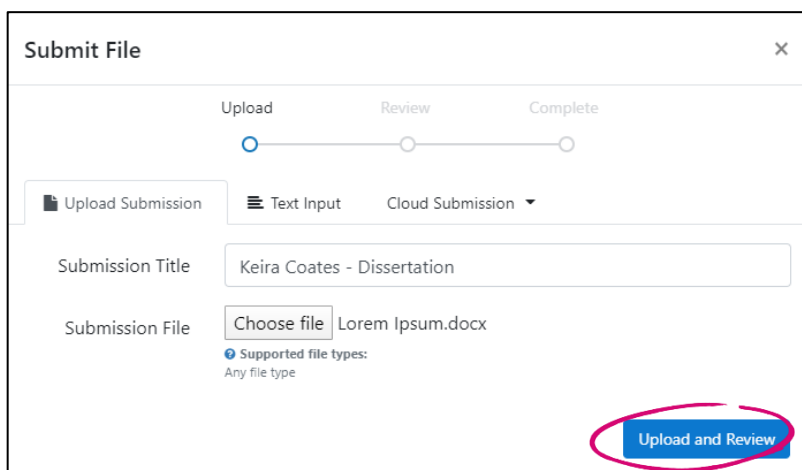 Submit File ×
Upload Review Complete
Upload Submission Text Input Cloud Submission
Submission Title Keira Coates - Dissertation
Submission File Choose file Lorem Ipsum.docx
Supported file types:
Any file type
Upload and Review